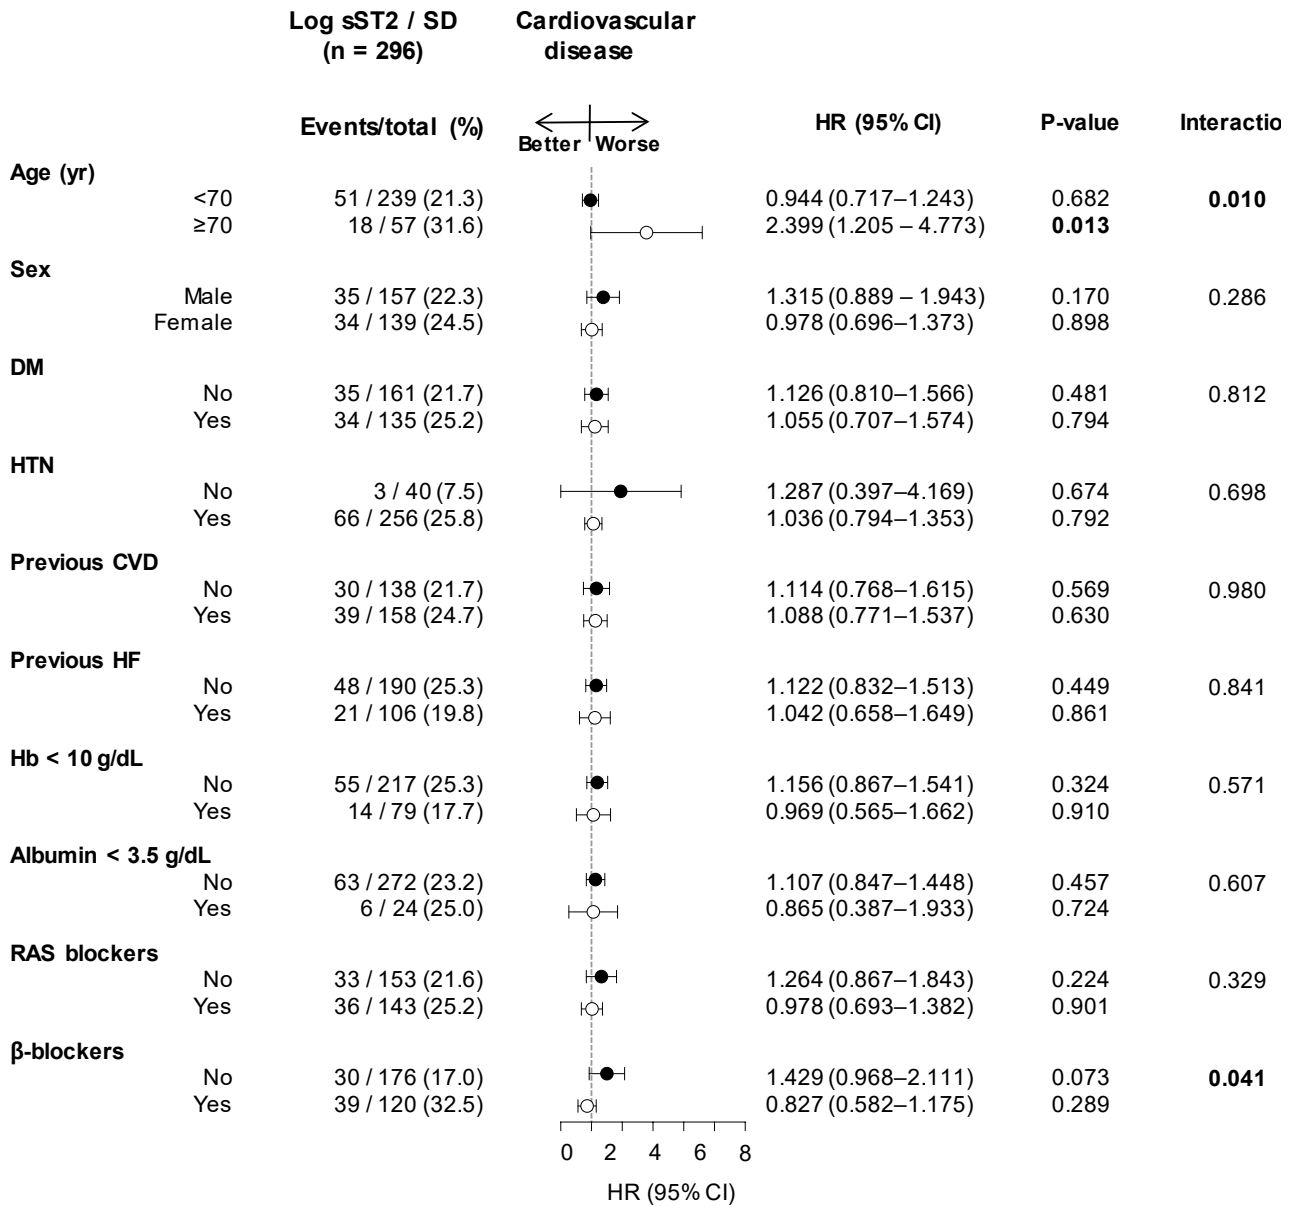 Log sST2 / SD Cardiovascular
(n = 296) disease
Events/total (%) HR (95% CI) P-value Interactio
Better Worse
Age (yr)
<70 51 / 239 (21.3) 0.944 (0.717–1.243) 0.682 0.010
≥70 18 / 57 (31.6) 2.399 (1.205 – 4.773) 0.013
Sex
Male 35 / 157 (22.3) 1.315 (0.889 – 1.943) 0.170 0.286
Female 34 / 139 (24.5) 0.978 (0.696–1.373) 0.898
DM
No 35 / 161 (21.7) 1.126 (0.810–1.566) 0.481 0.812
Yes 34 / 135 (25.2) 1.055 (0.707–1.574) 0.794
HTN
No 3 / 40 (7.5) 1.287 (0.397–4.169) 0.674 0.698
Yes 66 / 256 (25.8) 1.036 (0.794–1.353) 0.792
Previous CVD
No 30 / 138 (21.7) 1.114 (0.768–1.615) 0.569 0.980
Yes 39 / 158 (24.7) 1.088 (0.771–1.537) 0.630
Previous HF
No 48 / 190 (25.3) 1.122 (0.832–1.513) 0.449 0.841
Yes 21 / 106 (19.8) 1.042 (0.658–1.649) 0.861
Hb < 10 g/dL
No 55 / 217 (25.3) 1.156 (0.867–1.541) 0.324 0.571
Yes 14 / 79 (17.7) 0.969 (0.565–1.662) 0.910
Albumin < 3.5 g/dL
No 63 / 272 (23.2) 1.107 (0.847–1.448) 0.457 0.607
Yes 6 / 24 (25.0) 0.865 (0.387–1.933) 0.724
RAS blockers
No 33 / 153 (21.6) 1.264 (0.867–1.843) 0.224 0.329
Yes 36 / 143 (25.2) 0.978 (0.693–1.382) 0.901
β-blockers
No 30 / 176 (17.0) 1.429 (0.968–2.111) 0.073 0.041
Yes 39 / 120 (32.5) 0.827 (0.582–1.175) 0.289
0 2 4 6 8
HR (95% CI)